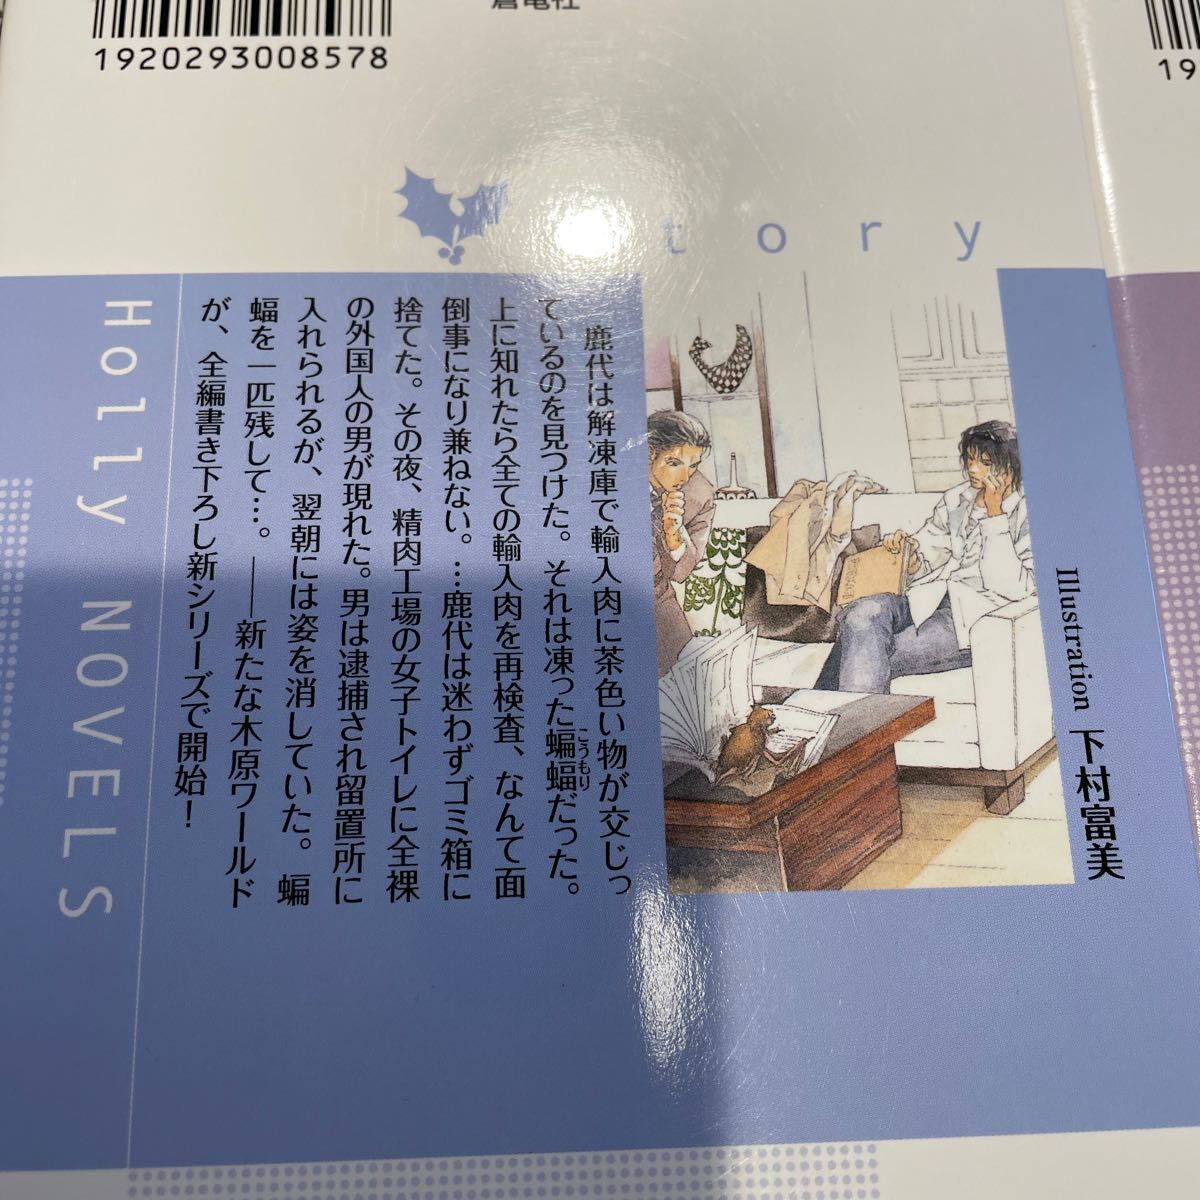 蒼竜社
1920293008578
19
tory
Holly NOVELS
鹿代は解凍庫で輸入肉に茶色い物が交じっ
ているのを見つけた。それは凍った蝙蝠だった。
こうもり
上に知れたら全ての輸入肉を再検査、なんて面
倒事になり兼ねない。…鹿代は迷わずゴミ箱に
捨てた。その夜、精肉工場の女子トイレに全裸
の外国人の男が現れた。男は逮捕され留置所に
入れられるが、翌朝には姿を消していた。蝙
蝠を一匹残して…。――新たな木原ワールド
が、全編書き下ろし新シリーズで開始！
Illustration 下村富美